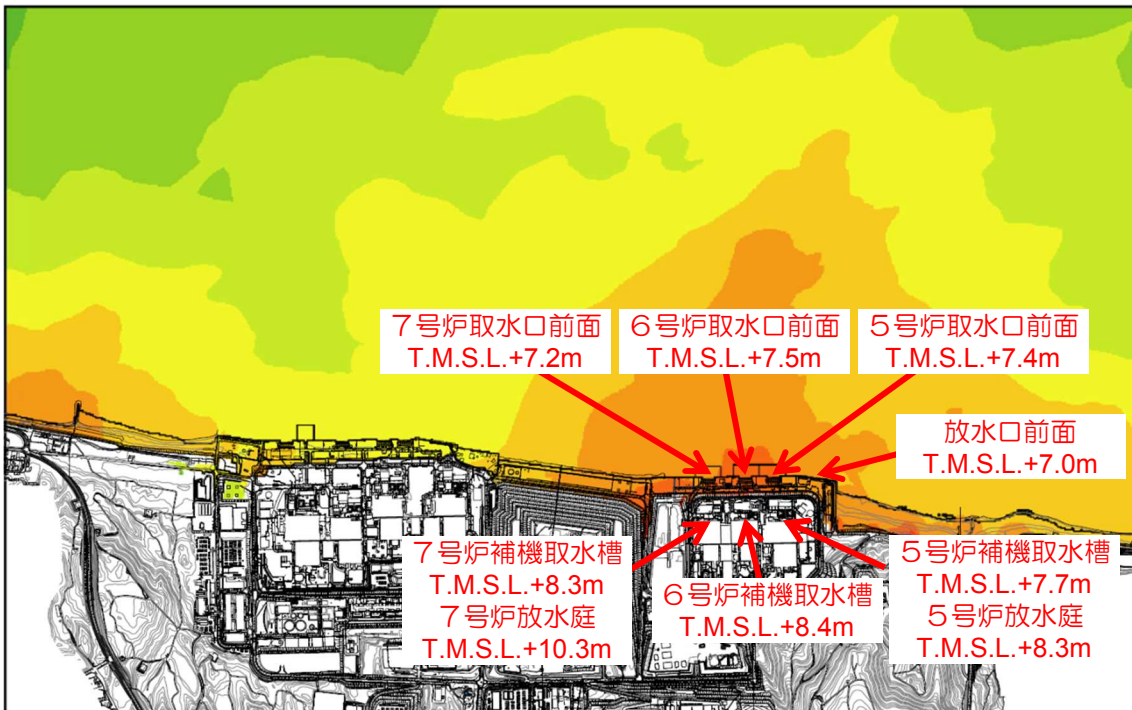 7号炉取水口前面
T.M.S.L.+7.2m
6号炉取水口前面
T.M.S.L.+7.5m
5号炉取水口前面
T.M.S.L.+7.4m
放水口前面
T.M.S.L.+7.0m
7号炉補機取水槽
T.M.S.L.+8.3m
7号炉放水庭
T.M.S.L.+10.3m
6号炉補機取水槽
T.M.S.L.+8.4m
5号炉補機取水槽
T.M.S.L.+7.7m
5号炉放水庭
T.M.S.L.+8.3m